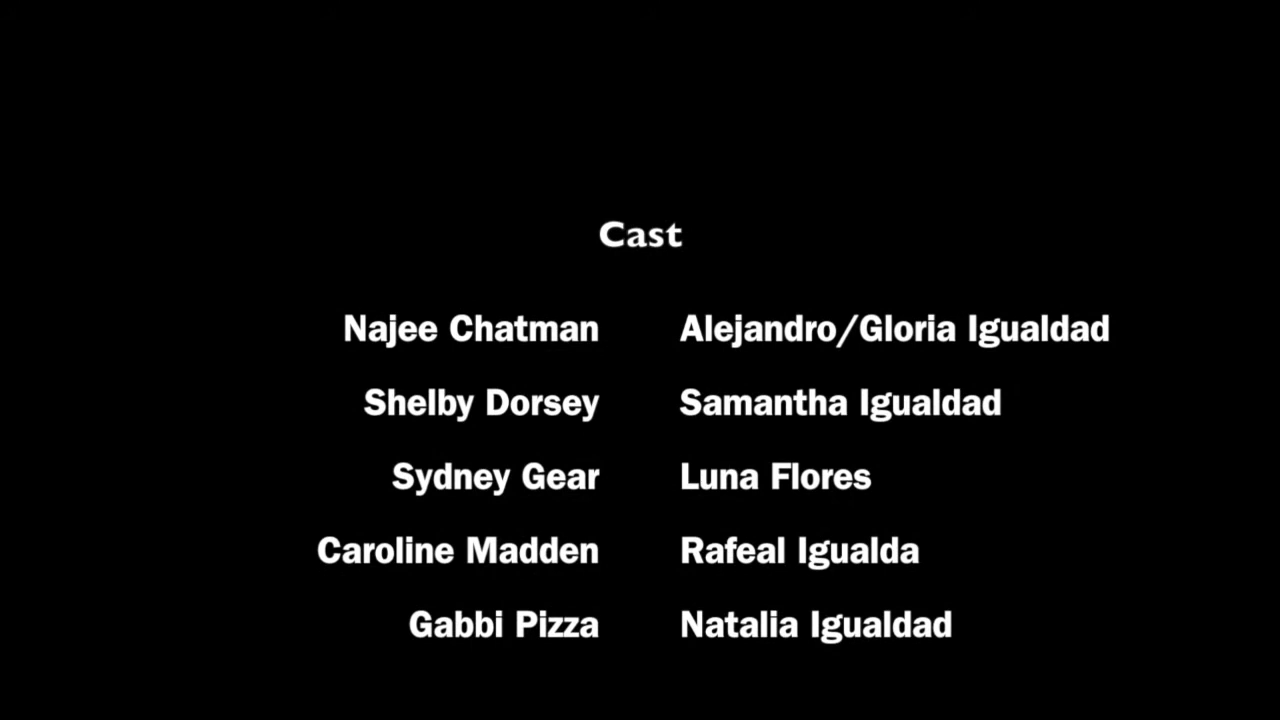 Cast
Najee Chatman Alejandro/Gloria Igualdad
Shelby Dorsey Samantha Igualdad
Sydney Gear Luna Flores
Caroline Madden Rafeal Igualda
Gabbi Pizza Natalia Igualdad